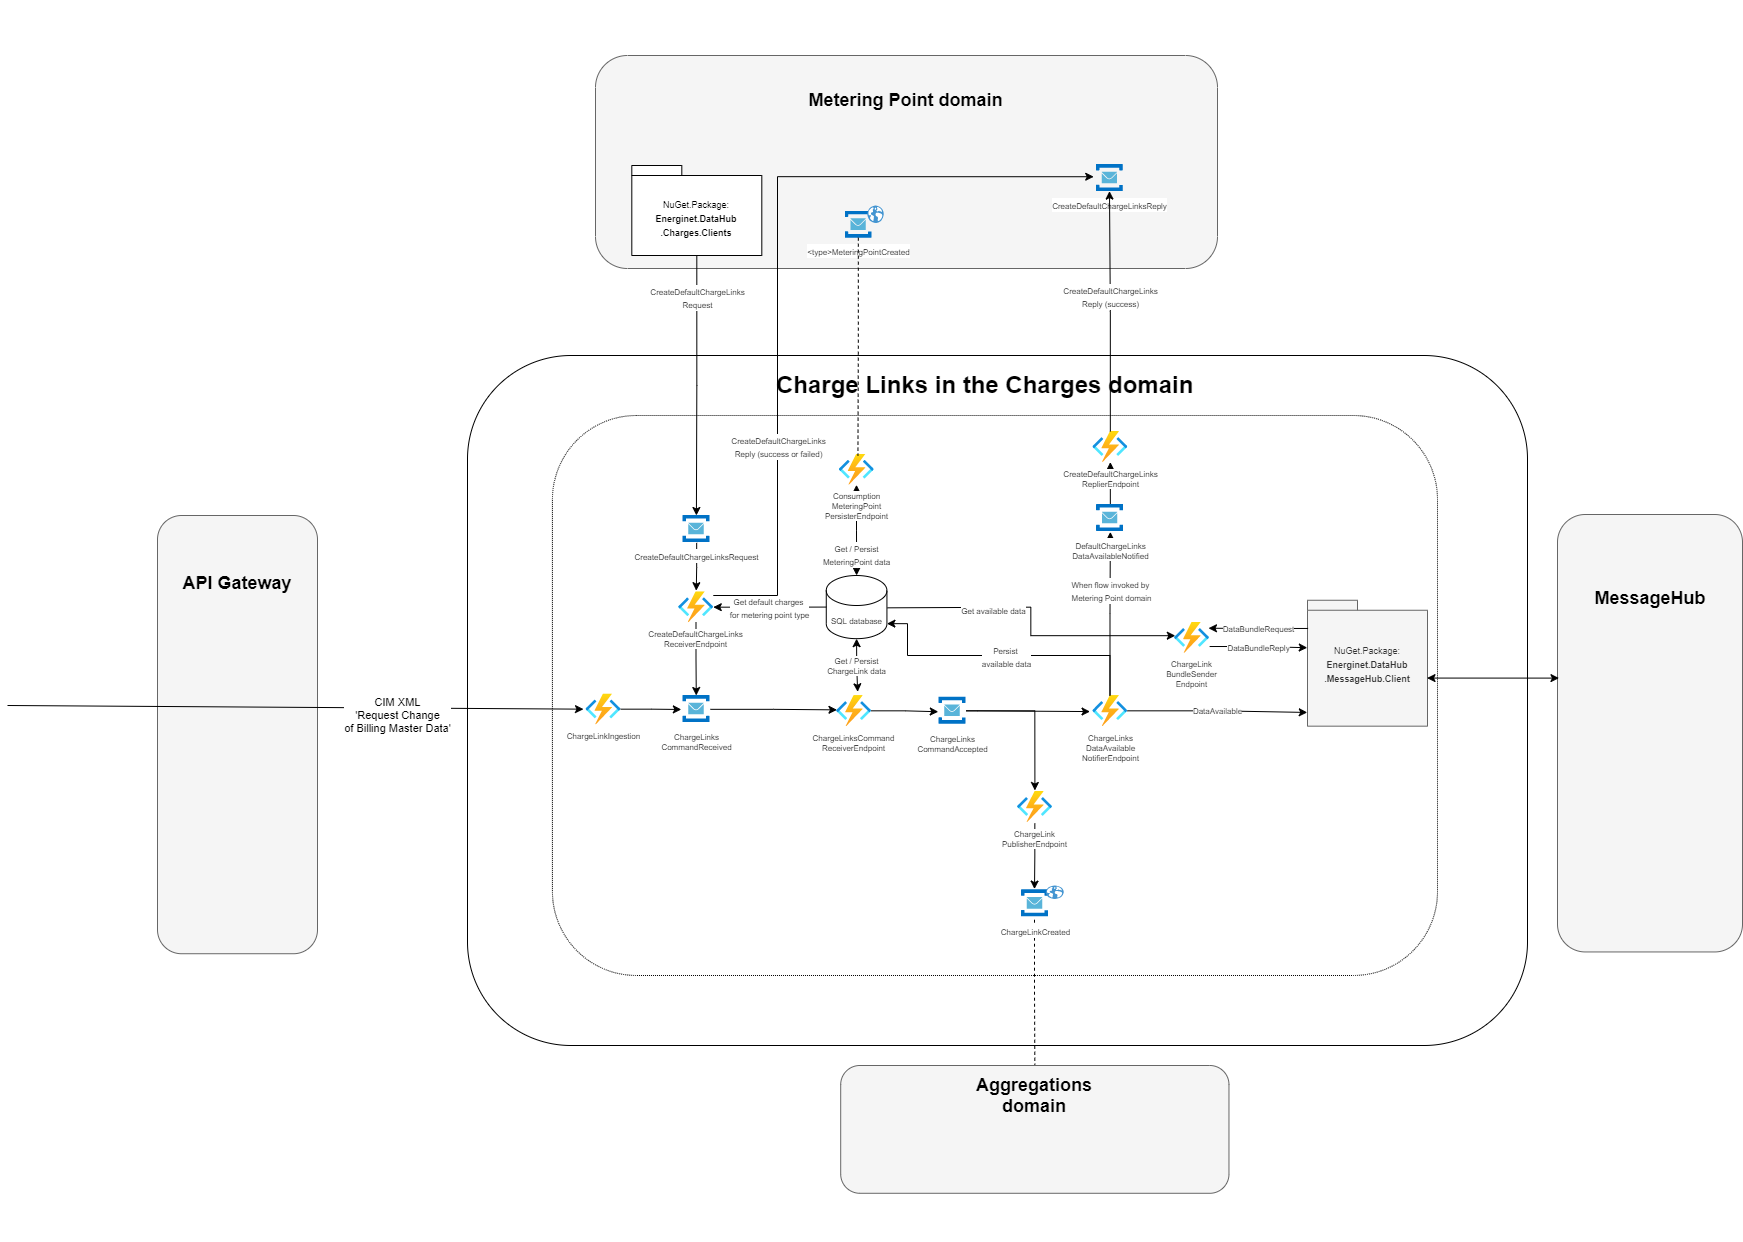 Metering Point domain
NuGet.Package:
Energinet.DataHub
.Charges.Clients
CreateDefaultChargeLinksReply
<type>MeteringPointCreated
CreateDefaultChargeLinks
Request
CreateDefaultChargeLinks
Reply (success)
Charge Links in the Charges domain
CreateDefaultChargeLinks
Reply (success or failed)
CreateDefaultChargeLinks
ReplierEndpoint
Consumption
MeteringPoint
PersisterEndpoint
CreateDefaultChargeLinksRequest
Get / Persist
MeteringPoint data
DefaultChargeLinks
DataAvailableNotified
When flow invoked by
Metering Point domain
API Gateway
MessageHub
Get default charges
for metering point type
SQL database
Get available data
CreateDefaultChargeLinks
ReceiverEndpoint
DataBundleRequest
DataBundleReply
NuGet.Package:
Energinet.DataHub
.MessageHub.Client
Get / Persist
ChargeLink data
Persist
available data
ChargeLink
BundleSender
Endpoint
CIM XML
'Request Change
of Billing Master Data'
DataAvailable
ChargeLinkIngestion
ChargeLinks
CommandReceived
ChargeLinksCommand
ReceiverEndpoint
ChargeLinks
CommandAccepted
ChargeLinks
DataAvailable
NotifierEndpoint
ChargeLink
PublisherEndpoint
ChargeLinkCreated
Aggregations
domain